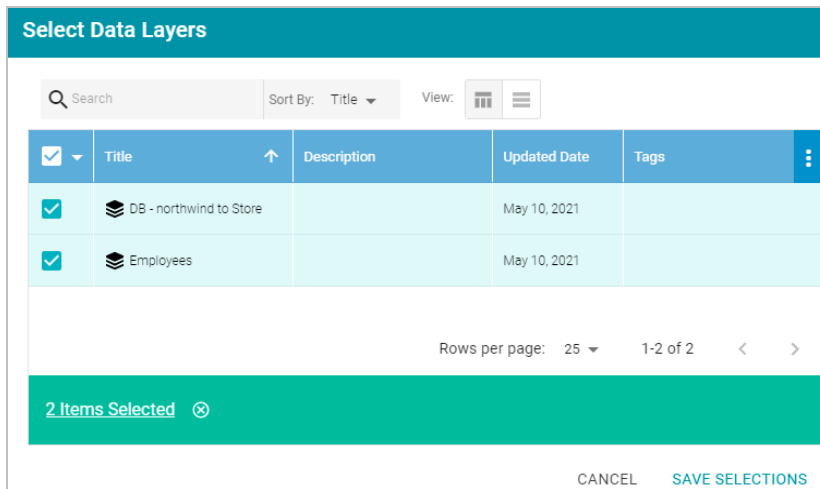 Select Data Layers
Search Sort By: Title View:
Title Description Updated Date Tags
DB - northwind to Store May 10, 2021
Employees May 10, 2021
Rows per page: 25 1-2 of 2
2 Items Selected
CANCEL SAVE SELECTIONS